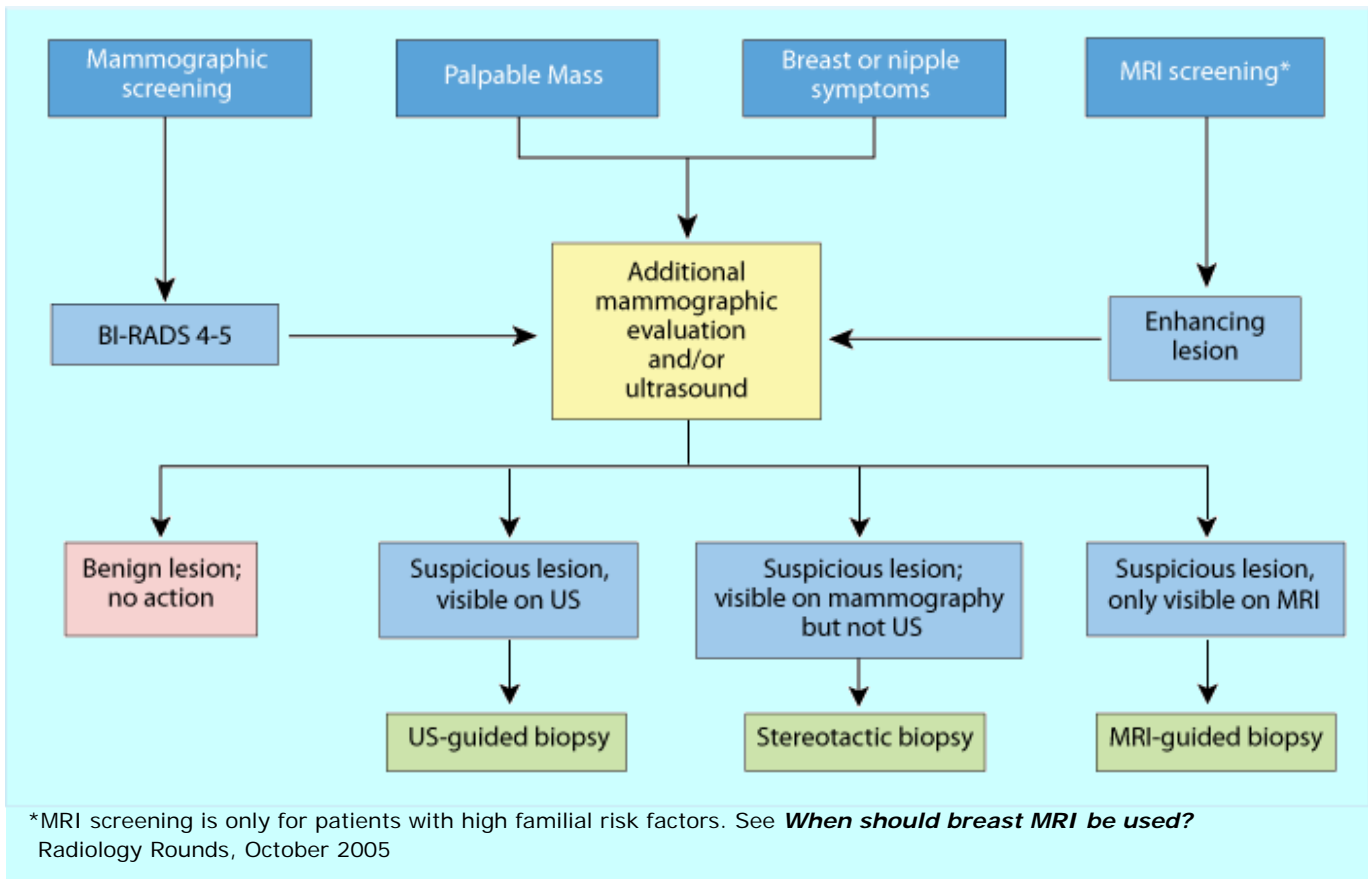 Mammographic
screening
Palpable Mass
Breast or nipple
symptoms
MRI screening*
BI-RADS 4-5
Additional
mammographic
evaluation
and/or
ultrasound
Enhancing
lesion
Benign lesion;
no action
Suspicious lesion,
visible on US
Suspicious lesion;
visible on mammography
but not US
Suspicious lesion,
only visible on MRI
US-guided biopsy
Stereotactic biopsy
MRI-guided biopsy
*MRI screening is only for patients with high familial risk factors. See When should breast MRI be used?
Radiology Rounds, October 2005